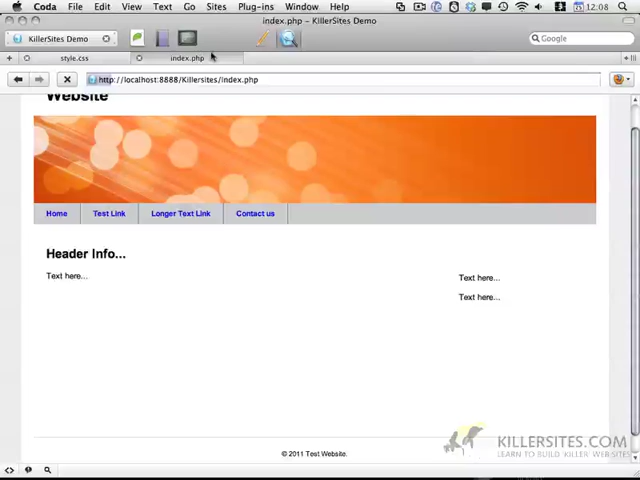 Coda File Edit View Text Go Sites Plug-ins Window Help 12:08
index.php – KillerSites Demo
KillerSites Demo
Google
style.css
index.php
http://localhost:8888/Killersites/index.php
Website
Home
Test Link
Longer Text Link
Contact us
Header Info...
Text here...
Text here...
Text here...
© 2011 Test Website.
KILLERSITES.COM
LEARN TO BUILD 'KILLER' WEB SITES